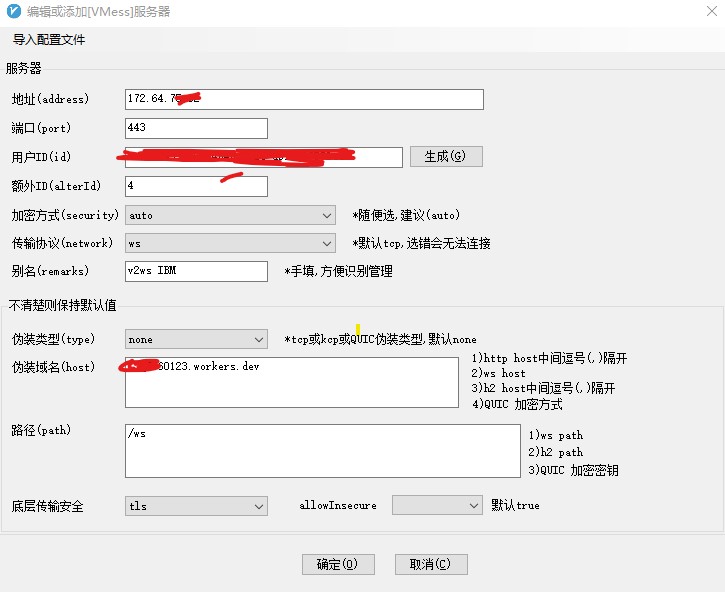 编辑或添加[VMess]服务器
导入配置文件
服务器
地址(address) 172.64.7
端口(port) 443
用户ID(id) 生成(G)
额外ID(alterId) 4
加密方式(security) auto *随便选,建议(auto)
传输协议(network) ws *默认tcp,选错会无法连接
别名(remarks) v2ws IBM *手填,方便识别管理
不清楚则保持默认值
伪装类型(type) none *tcp或kcp或QUIC伪装类型,默认none
伪装域名(host) 60123.workers.dev
1)http host中间逗号(,)隔开
2)ws host
3)h2 host中间逗号(,)隔开
4)QUIC 加密方式
路径(path) /ws
1)ws path
2)h2 path
3)QUIC 加密密钥
底层传输安全 tls allowInsecure 默认true
确定(O) 取消(C)